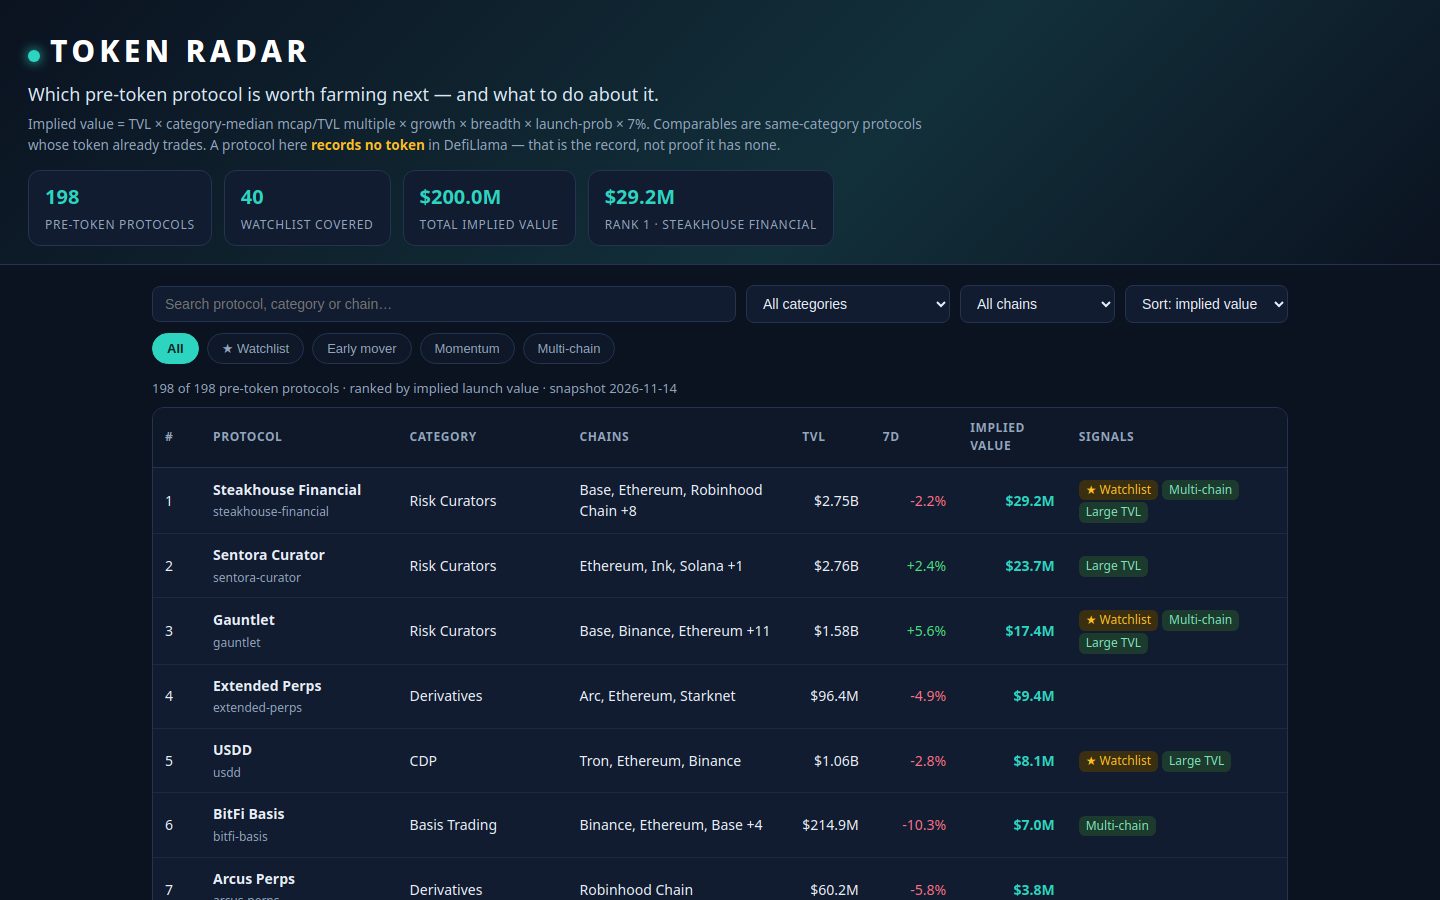 TOKEN RADAR
Which pre-token protocol is worth farming next — and what to do about it.
Implied value = TVL × category-median mcap/TVL multiple × growth × breadth × launch-prob × 7%. Comparables are same-category protocols
whose token already trades. A protocol here records no token in DefiLlama — that is the record, not proof it has none.
198
PRE-TOKEN PROTOCOLS
40
WATCHLIST COVERED
$200.0M
TOTAL IMPLIED VALUE
$29.2M
RANK 1 · STEAKHOUSE FINANCIAL
Search protocol, category or chain…
All categories
All chains
Sort: implied value
All
★ Watchlist
Early mover
Momentum
Multi-chain
198 of 198 pre-token protocols · ranked by implied launch value · snapshot 2026-11-14
# PROTOCOL CATEGORY CHAINS TVL 7D IMPLIED VALUE SIGNALS
1 Steakhouse Financial steakhouse-financial Risk Curators Base, Ethereum, Robinhood Chain +8 $2.75B -2.2% $29.2M ★ Watchlist Multi-chain Large TVL
2 Sentora Curator sentora-curator Risk Curators Ethereum, Ink, Solana +1 $2.76B +2.4% $23.7M Large TVL
3 Gauntlet gauntlet Risk Curators Base, Binance, Ethereum +11 $1.58B +5.6% $17.4M ★ Watchlist Multi-chain Large TVL
4 Extended Perps extended-perps Derivatives Arc, Ethereum, Starknet $96.4M -4.9% $9.4M
5 USDD usdd CDP Tron, Ethereum, Binance $1.06B -2.8% $8.1M ★ Watchlist Large TVL
6 BitFi Basis bitfi-basis Basis Trading Binance, Ethereum, Base +4 $214.9M -10.3% $7.0M Multi-chain
7 Arcus Perps arcus-perps Derivatives Robinhood Chain $60.2M -5.8% $3.8M